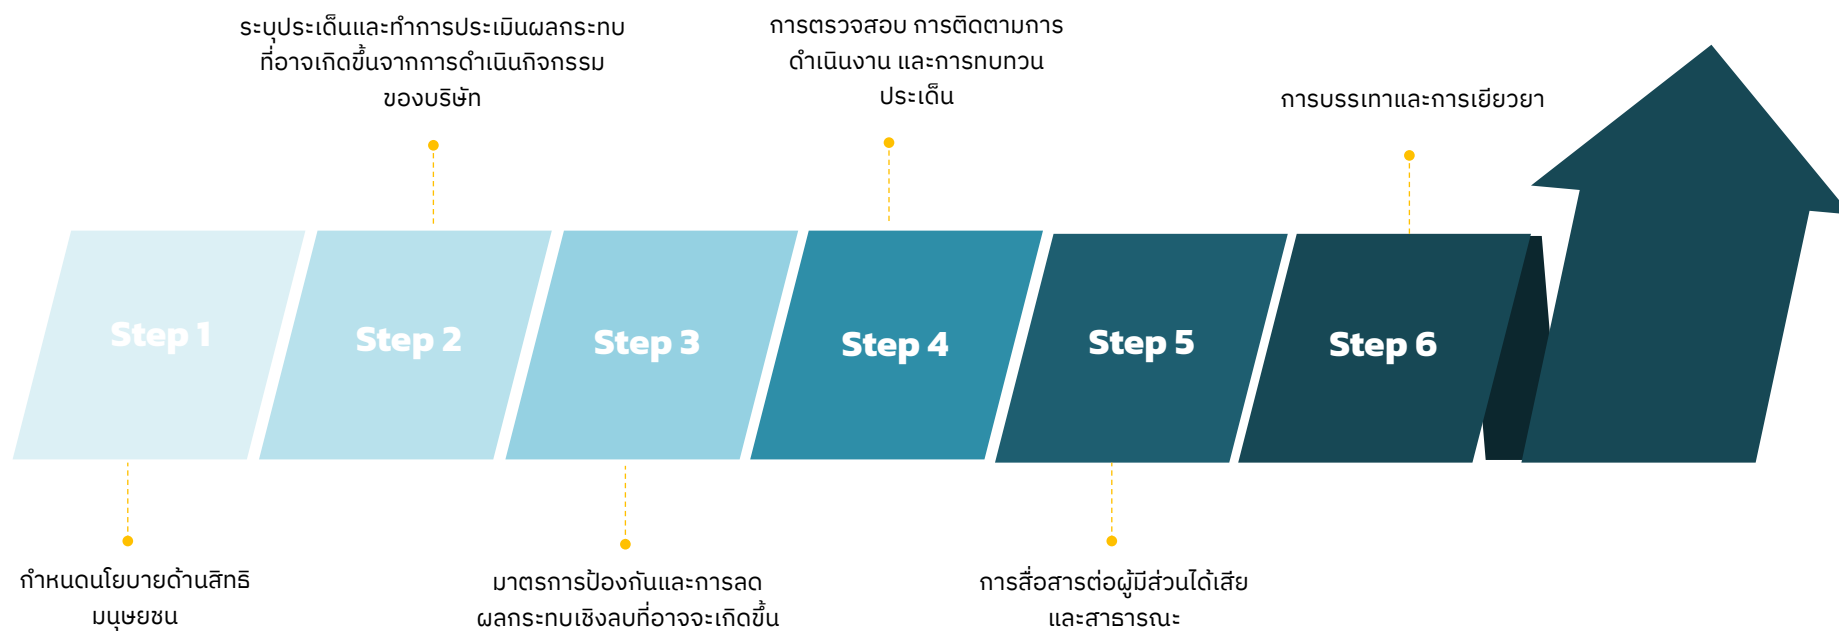 ระบุประเด็นและทำการประเมินผลกระทบ
ที่อาจเกิดขึ้นจากการดำเนินกิจกรรม
ของบริษัท
การตรวจสอบ การติดตามการ
ดำเนินงาน และการทบทวน
ประเด็น
การบรรเทาและการเยียวยา
Step 1
Step 2
Step 3
Step 4
Step 5
Step 6
กำหนดนโยบายด้านสิทธิ
มนุษยชน
มาตรการป้องกันและการลด
ผลกระทบเชิงลบที่อาจจะเกิดขึ้น
การสื่อสารต่อผู้มีส่วนได้เสีย
และสาธารณะ